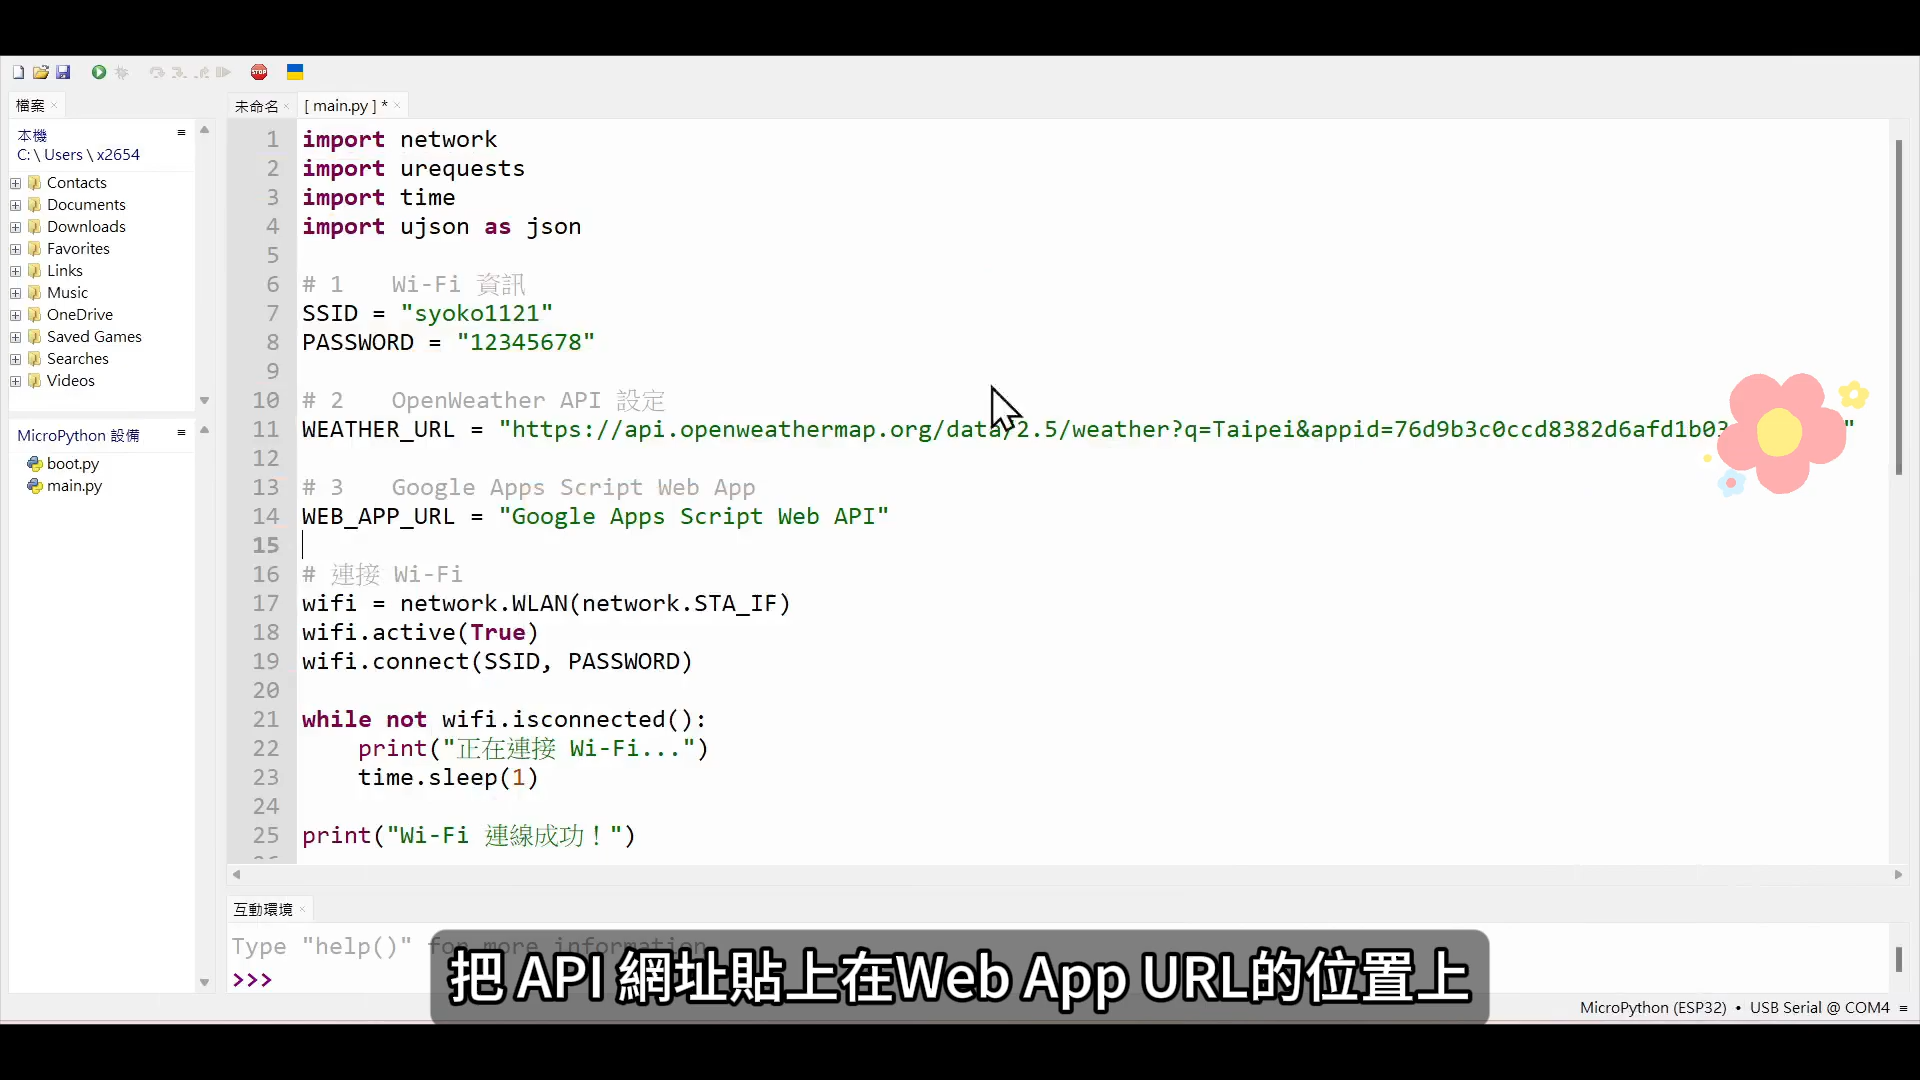 檔案
本機
C: \ Users \ x2654
Contacts
Documents
Downloads
Favorites
Links
Music
OneDrive
Saved Games
Searches
Videos
MicroPython 設備
boot.py
main.py
STOP
未命名
[ main.py ] *
1 import network
2 import urequests
3 import time
4 import ujson as json
5
6 # 1 Wi-Fi 資訊
7 SSID = "syoko1121"
8 PASSWORD = "12345678"
9
10 # 2 OpenWeather API 設定
11 WEATHER_URL = "https://api.openweathermap.org/data/2.5/weather?q=Taipei&appid=76d9b3c0ccd8382d6afd1b03 "
12
13 # 3 Google Apps Script Web App
14 WEB_APP_URL = "Google Apps Script Web API"
15
16 # 連接 Wi-Fi
17 wifi = network.WLAN(network.STA_IF)
18 wifi.active(True)
19 wifi.connect(SSID, PASSWORD)
20
21 while not wifi.isconnected():
22 print("正在連接 Wi-Fi...")
23 time.sleep(1)
24
25 print("Wi-Fi 連線成功！")
互動環境
Type "help()" for more information
>>>
把 API 網址貼上在Web App URL的位置上
MicroPython (ESP32) • USB Serial @ COM4 ≡